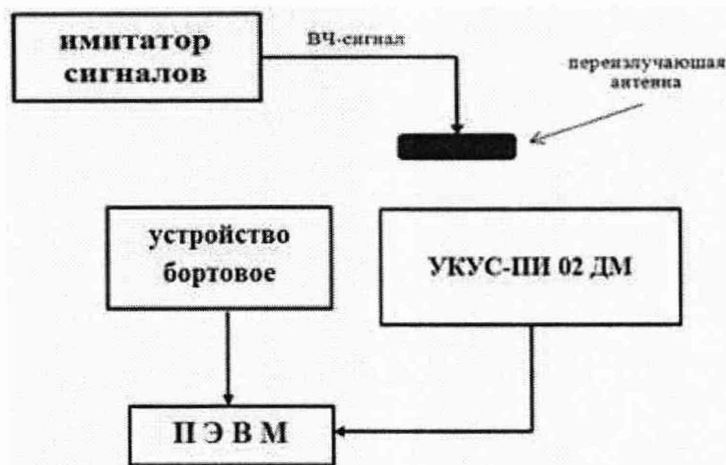 имитатор
сигналов
ВЧ-сигнал
переизлучающая
антенна
устройство
бортовое
УКУС-ПИ 02 ДМ
П Э В М